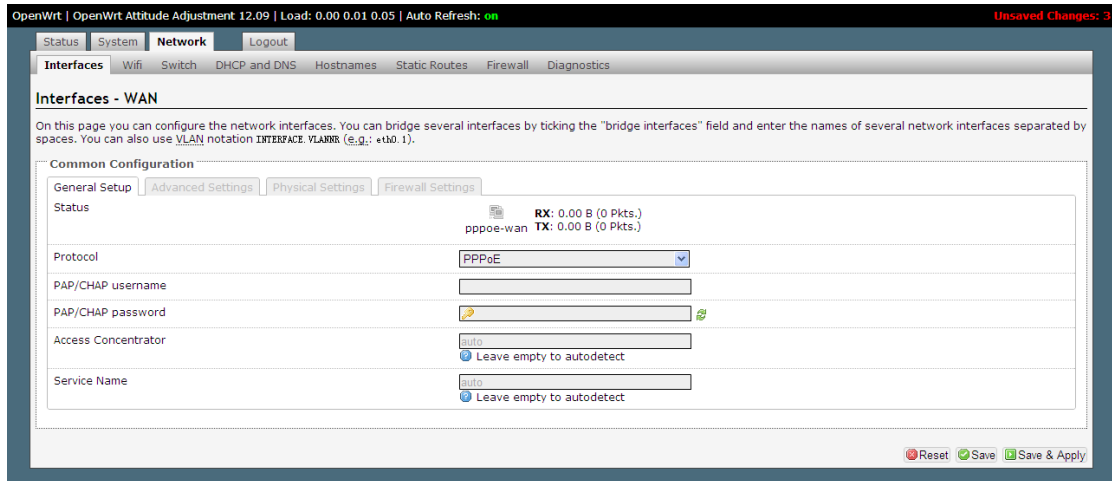 OpenWrt | OpenWrt Attitude Adjustment 12.09 | Load: 0.00 0.01 0.05 | Auto Refresh: on
Unsaved Changes: 3
Status System Network Logout
Interfaces Wifi Switch DHCP and DNS Hostnames Static Routes Firewall Diagnostics
Interfaces - WAN
On this page you can configure the network interfaces. You can bridge several interfaces by ticking the "bridge interfaces" field and enter the names of several network interfaces separated by
spaces. You can also use VLAN notation INTERFACE.VLANNR (e.g.: eth0.1).
Common Configuration
General Setup Advanced Settings Physical Settings Firewall Settings
Status
RX: 0.00 B (0 Pkts.)
pppoe-wan TX: 0.00 B (0 Pkts.)
Protocol PPPoE
PAP/CHAP username
PAP/CHAP password
Access Concentrator auto
Leave empty to autodetect
Service Name auto
Leave empty to autodetect
Reset Save Save & Apply